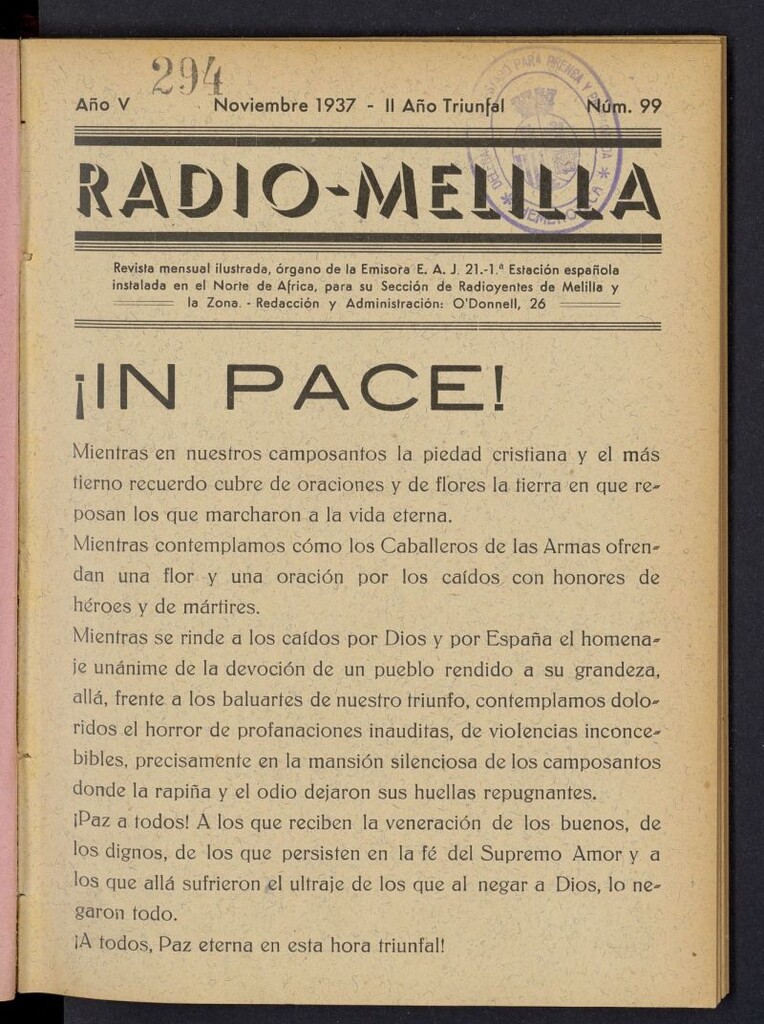 294
Año V Noviembre 1937 - II Año Triunfal Núm. 99
RADIO-MELILLA
Revista mensual ilustrada, órgano de la Emisora E. A. J. 21.-1.ª Estación española
instalada en el Norte de Africa, para su Sección de Radioyentes de Melilla y
la Zona. - Redacción y Administración: O'Donnell, 26
¡IN PACE!
Mientras en nuestros camposantos la piedad cristiana y el más
tierno recuerdo cubre de oraciones y de flores la tierra en que re-
posan los que marcharon a la vida eterna.
Mientras contemplamos cómo los Caballeros de las Armas ofren-
dan una flor y una oración por los caídos con honores de
héroes y de mártires.
Mientras se rinde a los caídos por Dios y por España el homena-
je unánime de la devoción de un pueblo rendido a su grandeza,
allá, frente a los baluartes de nuestro triunfo, contemplamos dolo-
ridos el horror de profanaciones inauditas, de violencias inconce-
bibles, precisamente en la mansión silenciosa de los camposantos
donde la rapiña y el odio dejaron sus huellas repugnantes.
¡Paz a todos! A los que reciben la veneración de los buenos, de
los dignos, de los que persisten en la fé del Supremo Amor y a
los que allá sufrieron el ultraje de los que al negar a Dios, lo ne-
garon todo.
¡A todos, Paz eterna en esta hora triunfal!
PARA PRENSA Y
HEMEROTECA